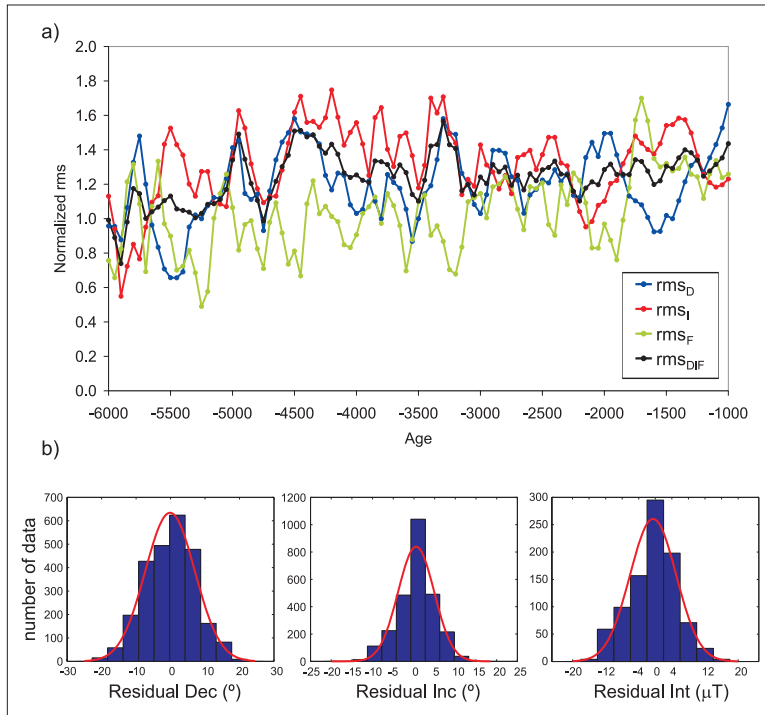 a)
2.0
1.8
1.6
1.4
1.2
1.0
0.8
0.6
0.4
0.2
0.0
Normalized rms
rms_D
rms_I
rms_F
rms_DIF
-6000 -5500 -5000 -4500 -4000 -3500 -3000 -2500 -2000 -1500 -1000
Age
b)
number of data
700
600
500
400
300
200
100
0
-30 -20 -10 0 10 20 30
Residual Dec (º)
1200
1000
800
600
400
200
0
-25 -20 -15 -10 -5 0 5 10 15 20 25
Residual Inc (º)
300
250
200
150
100
50
0
-20 -12 -4 0 4 12 20
Residual Int (μT)